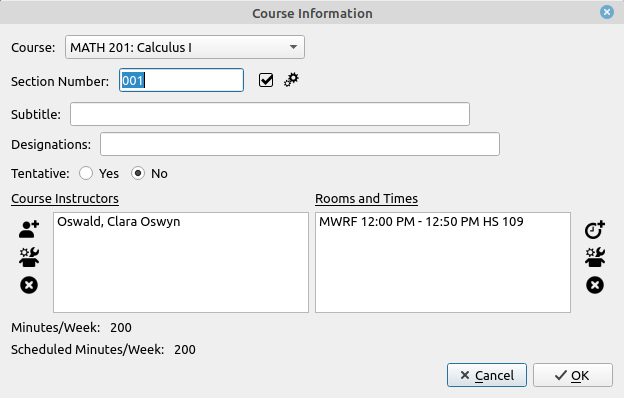 Course Information
Course: MATH 201: Calculus I
Section Number: 001
Subtitle:
Designations:
Tentative: Yes No
Course Instructors Rooms and Times
Oswald, Clara Oswyn MWRF 12:00 PM - 12:50 PM HS 109
Minutes/Week: 200
Scheduled Minutes/Week: 200
Cancel OK